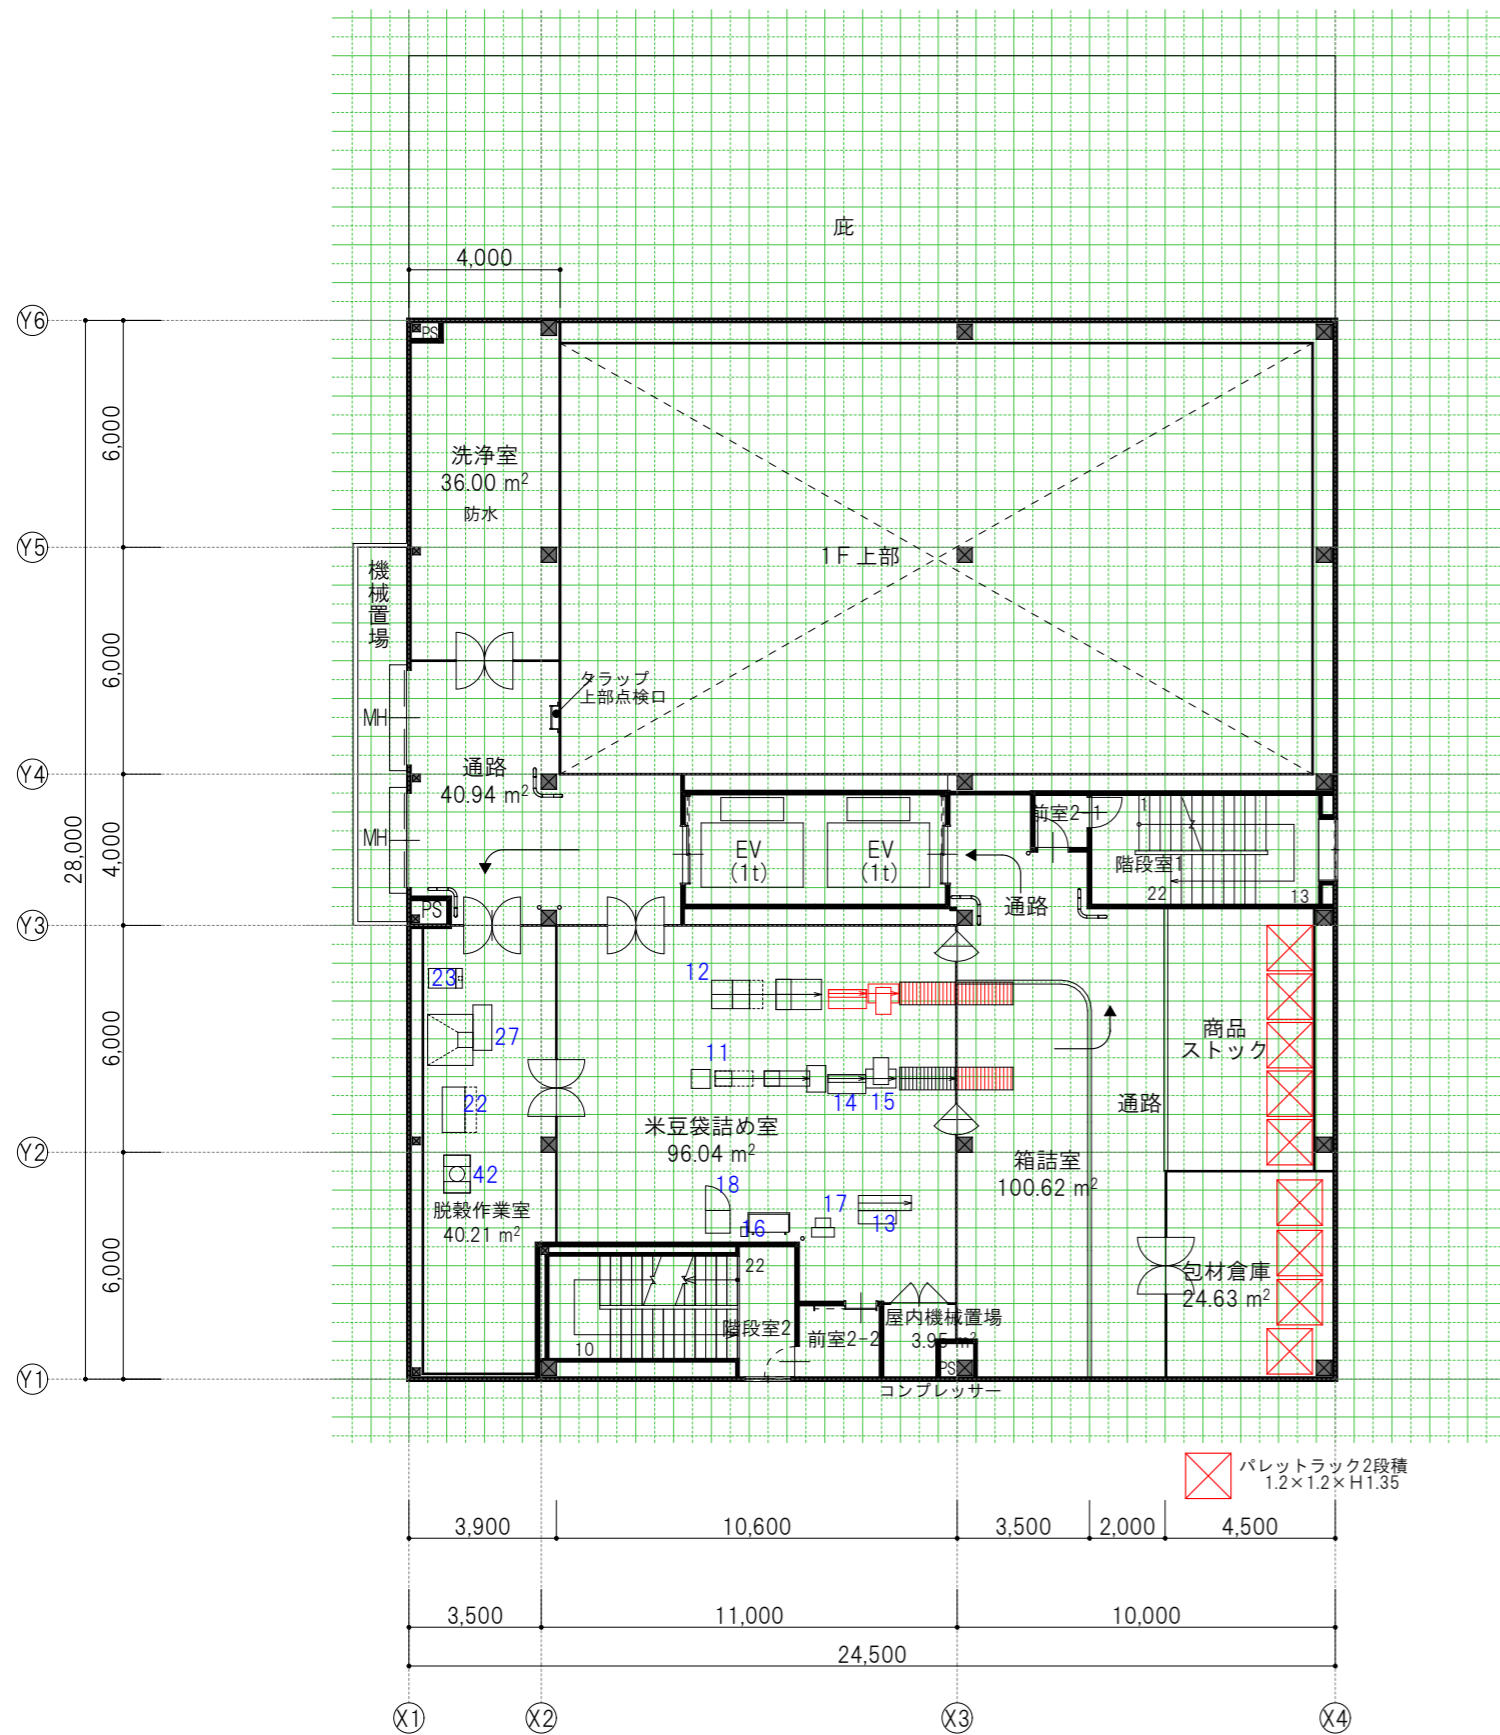 庇
4,000
Y6
PS
6,000
洗浄室
36.00 m²
防水
Y5
1F上部
機械置場
6,000
タラップ
上部点検口
MH
Y4
通路
40.94 m²
前室2-1
1
MH
28,000
4,000
EV
(1t)
EV
(1t)
階段室1
22
13
PS
通路
Y3
23
12
27
6,000
商品
ストック
11
22
14
15
通路
米豆袋詰め室
96.04 m²
Y2
箱詰室
100.62 m²
42
18
17
脱穀作業室
40.21 m²
16
13
6,000
22
包材倉庫
24.63 m²
階段室2
10
前室2-2
屋内機械置場
3.95 m²
PS
Y1
コンプレッサー
パレットラック2段積
1.2×1.2×H1.35
3,900
10,600
3,500
2,000
4,500
3,500
11,000
10,000
24,500
X1
X2
X3
X4